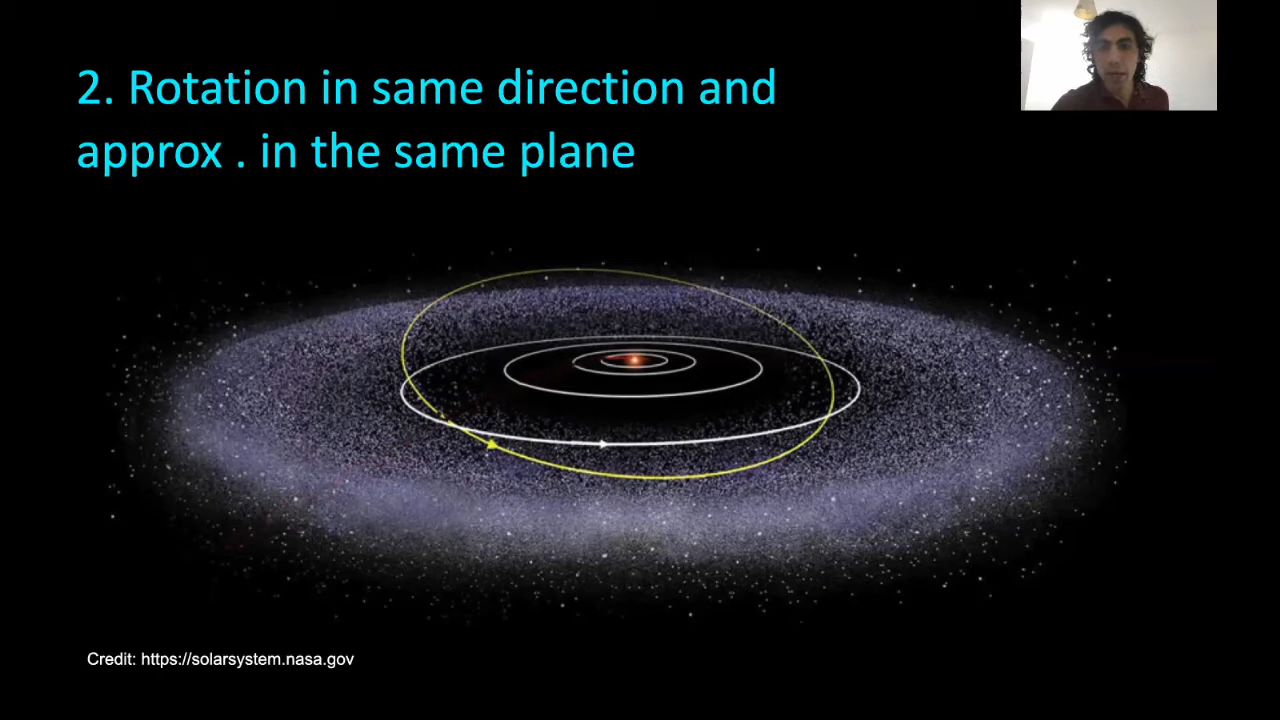 2. Rotation in same direction and
approx . in the same plane
Credit: https://solarsystem.nasa.gov